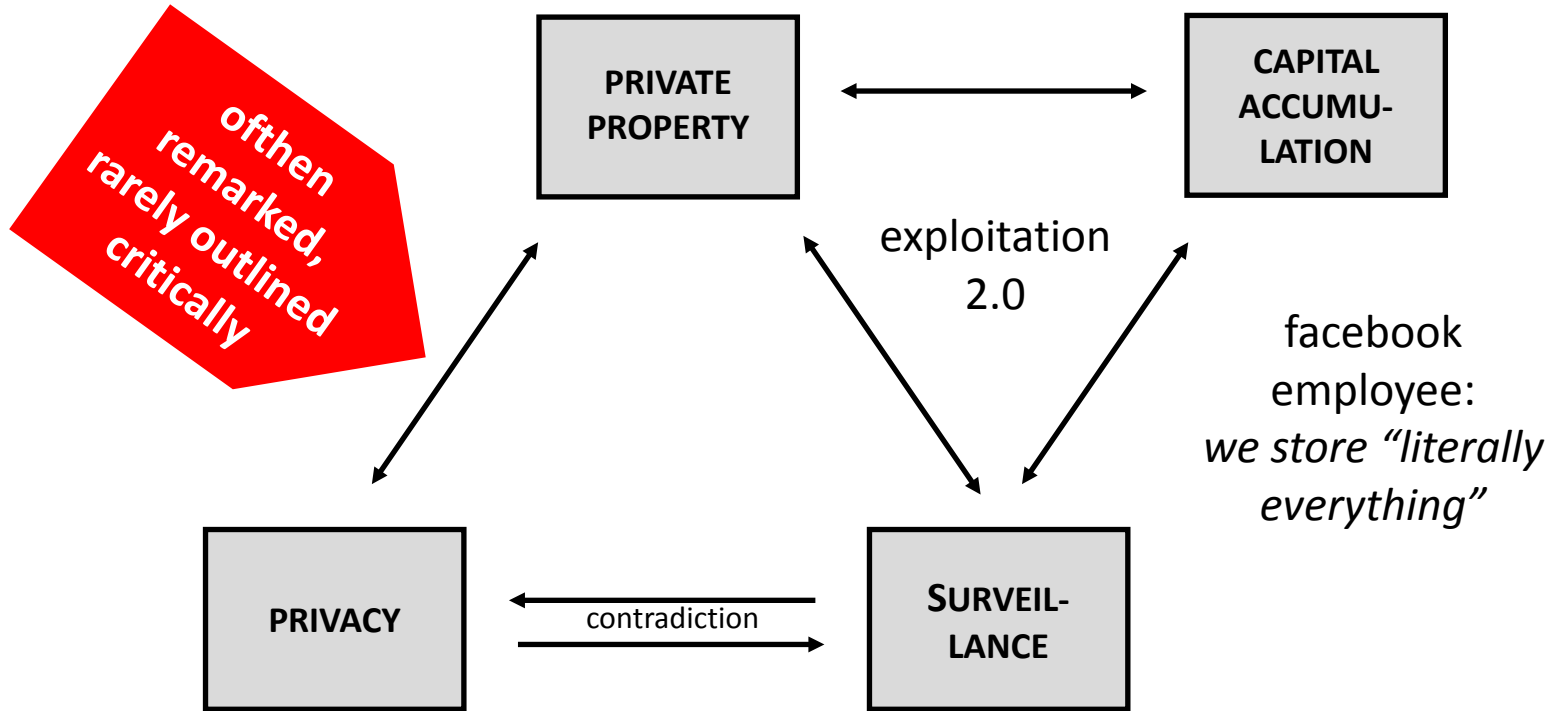 ofthen
remarked,
rarely outlined
critically
PRIVATE
PROPERTY
CAPITAL
ACCUMU-
LATION
exploitation
2.0
facebook
employee:
we store “literally
everything”
PRIVACY
contradiction
SURVEIL-
LANCE